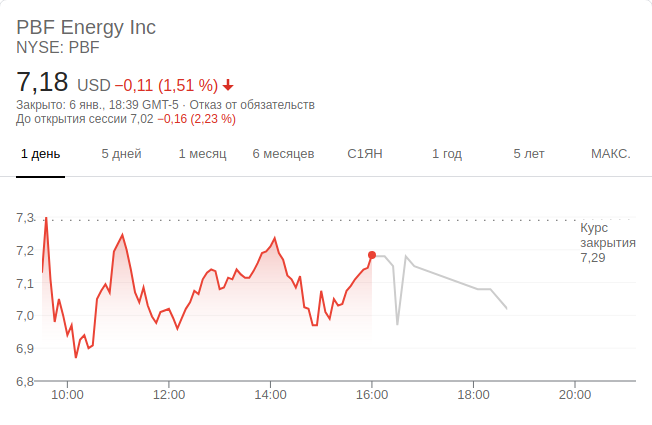 PBF Energy Inc
NYSE: PBF
7,18 USD −0,11 (1,51 %)
Закрыто: 6 янв., 18:39 GMT-5 · Отказ от обязательств
До открытия сессии 7,02 −0,16 (2,23 %)
1 день 5 дней 1 месяц 6 месяцев С1ЯН 1 год 5 лет МАКС.
7,3
Курс
закрытия
7,29
7,2
7,1
7,0
6,9
6,8
10:00 12:00 14:00 16:00 18:00 20:00